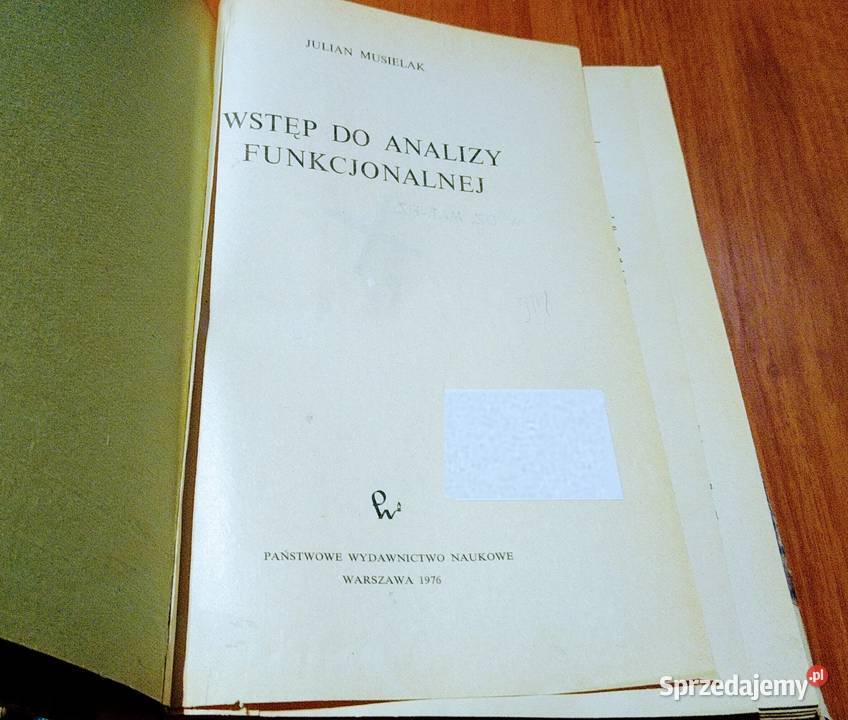 JULIAN MUSIELAK
WSTĘP DO ANALIZY
FUNKCJONALNEJ
PAŃSTWOWE WYDAWNICTWO NAUKOWE
WARSZAWA 1976
Sprzedajemy.pl